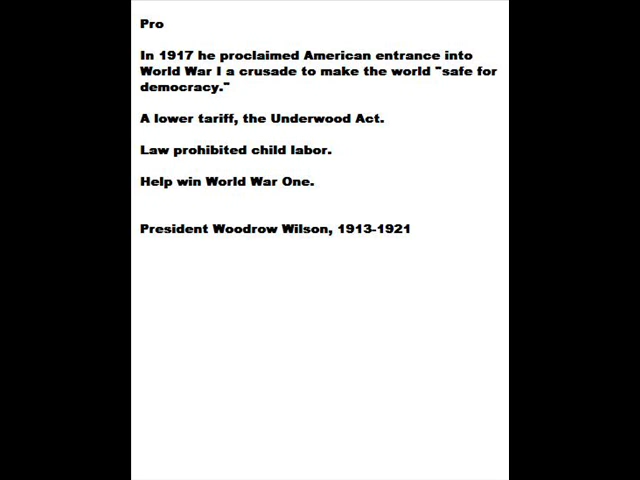 Pro
In 1917 he proclaimed American entrance into
World War I a crusade to make the world "safe for
democracy."
A lower tariff, the Underwood Act.
Law prohibited child labor.
Help win World War One.
President Woodrow Wilson, 1913-1921